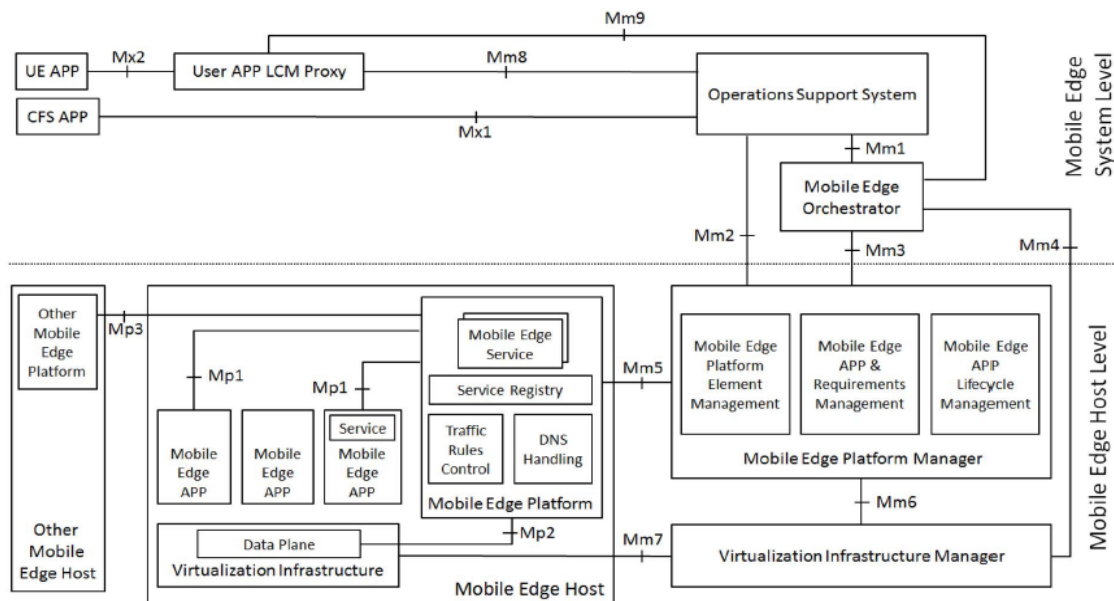 Mm9
Mx2
Mm8
UE APP
User APP LCM Proxy
Operations Support System
CFS APP
Mx1
Mm1
Mobile Edge
System Level
Mobile Edge
Orchestrator
Mm2
Mm3
Mm4
Other
Mobile
Edge
Platform
Mp3
Mobile Edge
Service
Mp1
Mp1
Service Registry
Mm5
Mobile Edge
Platform
Element
Management
Mobile Edge
APP &
Requirements
Management
Mobile Edge
APP
Lifecycle
Management
Mobile Edge Host Level
Mobile
Edge
APP
Mobile
Edge
APP
Service
Mobile
Edge
APP
Traffic
Rules
Control
DNS
Handling
Mobile Edge Platform Manager
Mobile Edge Platform
Mm6
Mp2
Other
Mobile
Edge Host
Data Plane
Mm7
Virtualization Infrastructure Manager
Virtualization Infrastructure
Mobile Edge Host